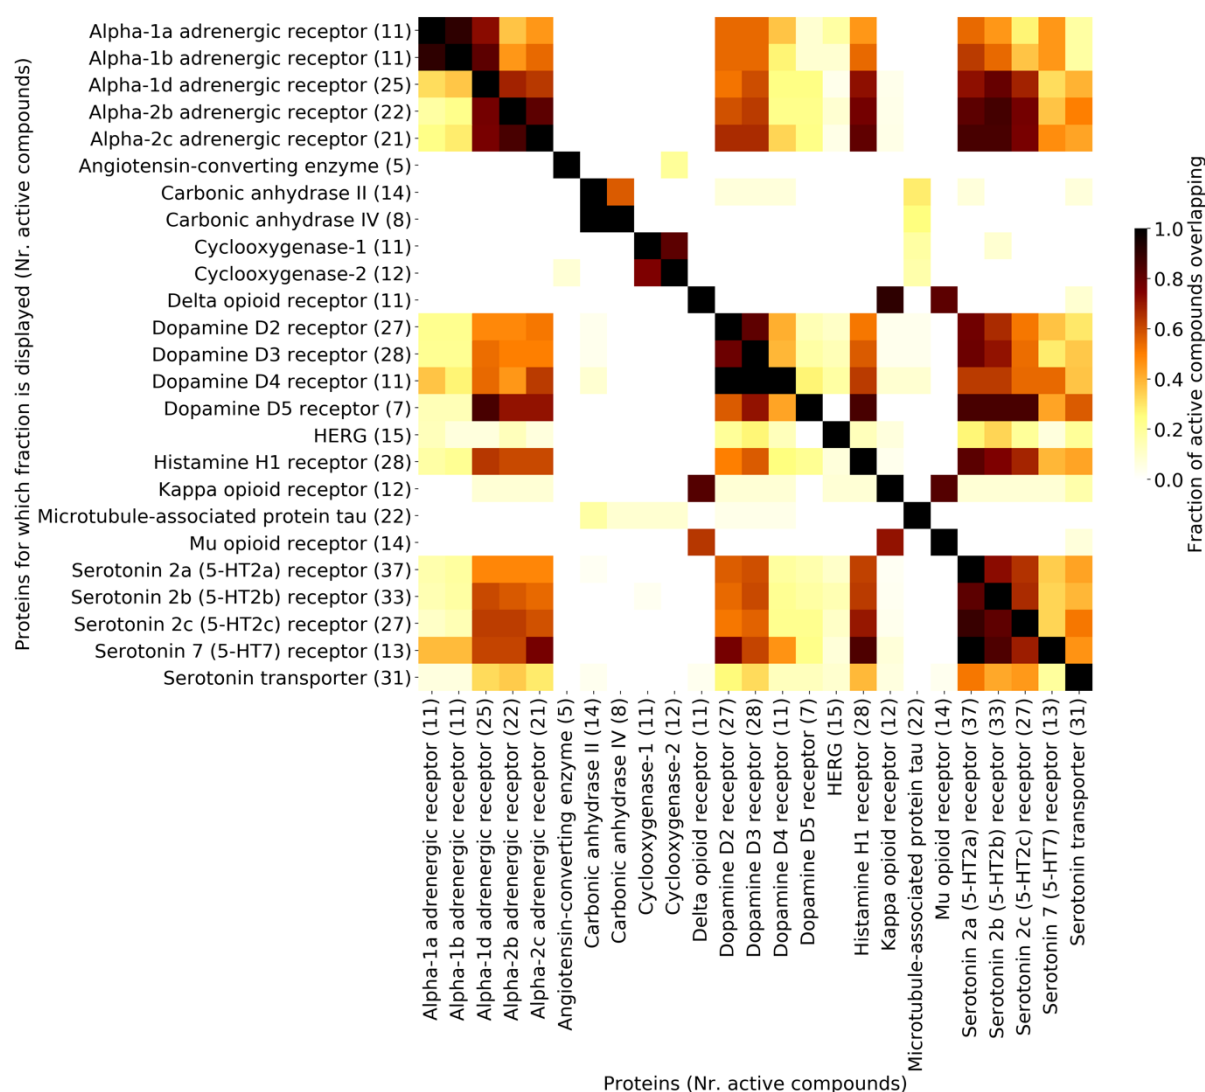 Proteins for which fraction is displayed (Nr. active compounds)
Alpha-1a adrenergic receptor (11)
Alpha-1b adrenergic receptor (11)
Alpha-1d adrenergic receptor (25)
Alpha-2b adrenergic receptor (22)
Alpha-2c adrenergic receptor (21)
Angiotensin-converting enzyme (5)
Carbonic anhydrase II (14)
Carbonic anhydrase IV (8)
Cyclooxygenase-1 (11)
Cyclooxygenase-2 (12)
Delta opioid receptor (11)
Dopamine D2 receptor (27)
Dopamine D3 receptor (28)
Dopamine D4 receptor (11)
Dopamine D5 receptor (7)
HERG (15)
Histamine H1 receptor (28)
Kappa opioid receptor (12)
Microtubule-associated protein tau (22)
Mu opioid receptor (14)
Serotonin 2a (5-HT2a) receptor (37)
Serotonin 2b (5-HT2b) receptor (33)
Serotonin 2c (5-HT2c) receptor (27)
Serotonin 7 (5-HT7) receptor (13)
Serotonin transporter (31)
1.0
0.8
0.6
0.4
0.2
0.0
Fraction of active compounds overlapping
Alpha-1a adrenergic receptor (11)
Alpha-1b adrenergic receptor (11)
Alpha-1d adrenergic receptor (25)
Alpha-2b adrenergic receptor (22)
Alpha-2c adrenergic receptor (21)
Angiotensin-converting enzyme (5)
Carbonic anhydrase II (14)
Carbonic anhydrase IV (8)
Cyclooxygenase-1 (11)
Cyclooxygenase-2 (12)
Delta opioid receptor (11)
Dopamine D2 receptor (27)
Dopamine D3 receptor (28)
Dopamine D4 receptor (11)
Dopamine D5 receptor (7)
HERG (15)
Histamine H1 receptor (28)
Kappa opioid receptor (12)
Microtubule-associated protein tau (22)
Mu opioid receptor (14)
Serotonin 2a (5-HT2a) receptor (37)
Serotonin 2b (5-HT2b) receptor (33)
Serotonin 2c (5-HT2c) receptor (27)
Serotonin 7 (5-HT7) receptor (13)
Serotonin transporter (31)
Proteins (Nr. active compounds)